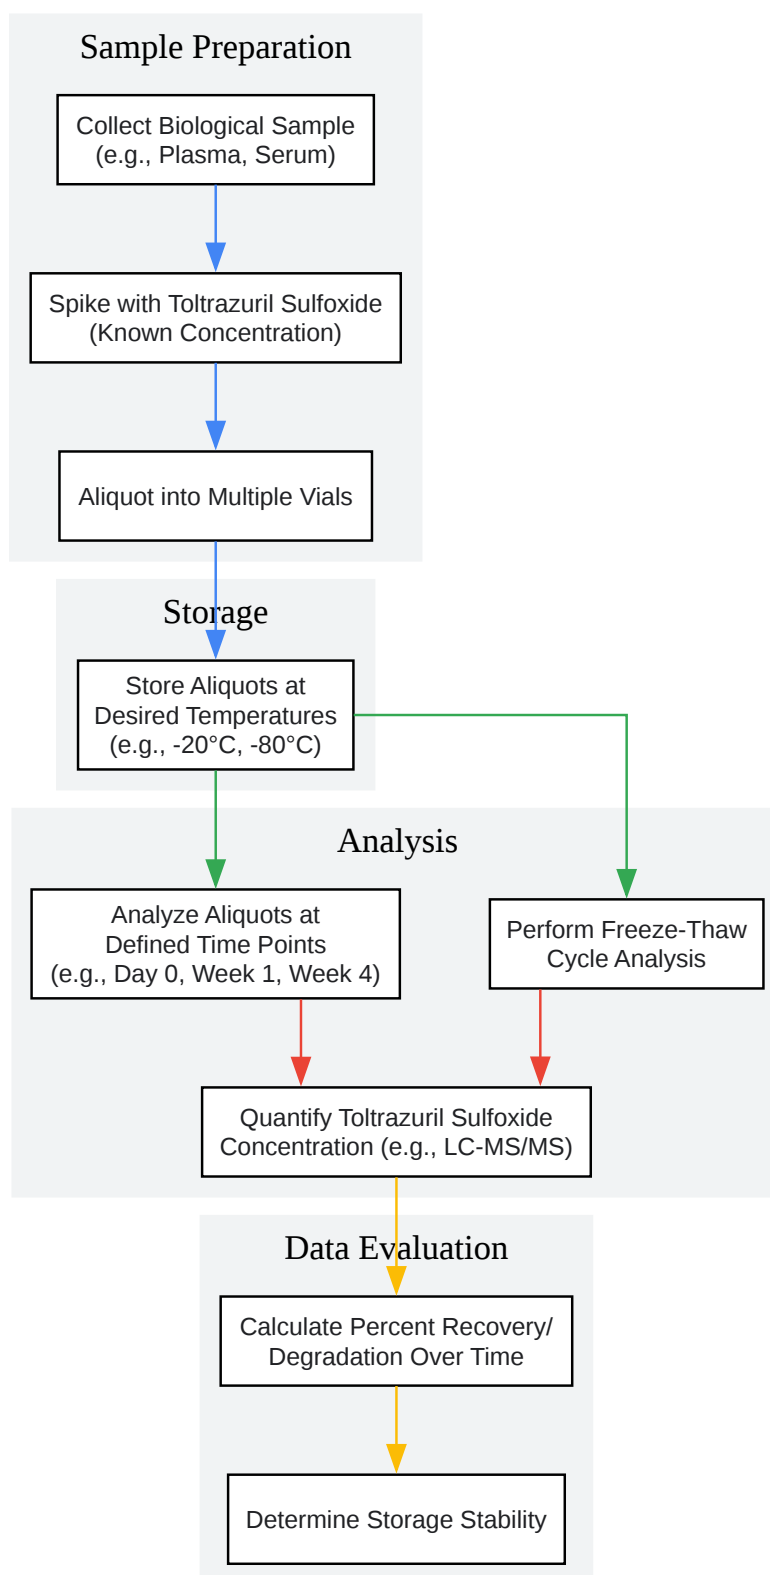 Sample Preparation
Collect Biological Sample
(e.g., Plasma, Serum)
Spike with Toltrazuril Sulfoxide
(Known Concentration)
Aliquot into Multiple Vials
Storage
Store Aliquots at
Desired Temperatures
(e.g., -20°C, -80°C)
Analysis
Analyze Aliquots at
Defined Time Points
(e.g., Day 0, Week 1, Week 4)
Perform Freeze-Thaw
Cycle Analysis
Quantify Toltrazuril Sulfoxide
Concentration (e.g., LC-MS/MS)
Data Evaluation
Calculate Percent Recovery/
Degradation Over Time
Determine Storage Stability